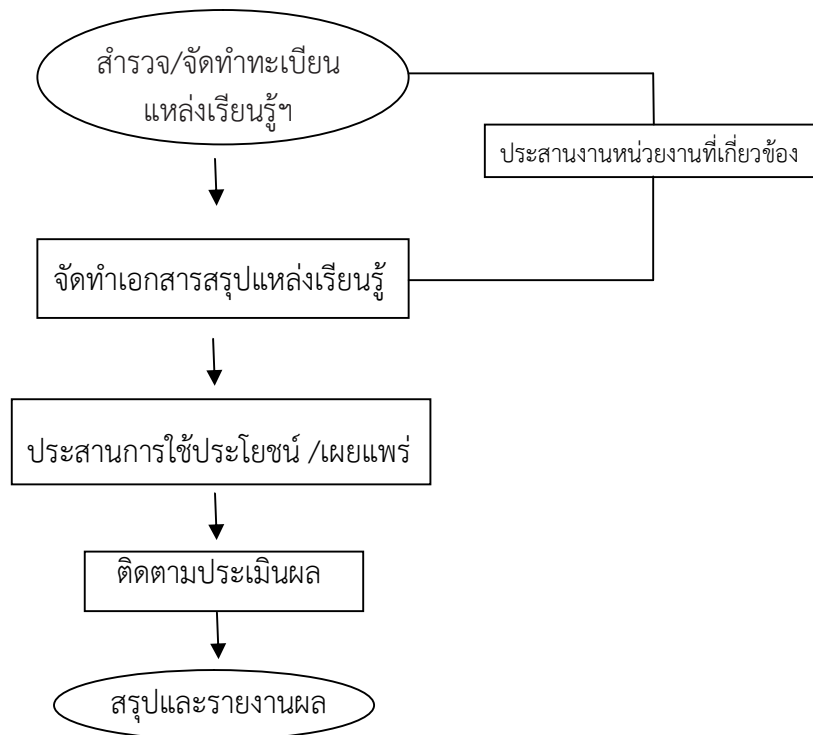 สำรวจ/จัดทำทะเบียน
แหล่งเรียนรู้ฯ
ประสานงานหน่วยงานที่เกี่ยวข้อง
จัดทำเอกสารสรุปแหล่งเรียนรู้
ประสานการใช้ประโยชน์ /เผยแพร่
ติดตามประเมินผล
สรุปและรายงานผล